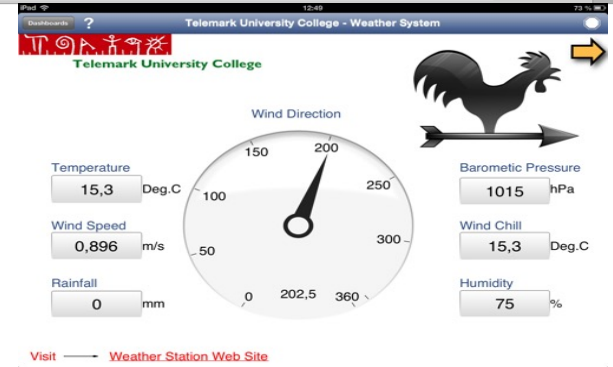 iPad 12:49 73 %
Dashboards ? Telemark University College - Weather System
Telemark University College
Wind Direction
Temperature
15,3 Deg.C
Wind Speed
0,896 m/s
Rainfall
0 mm
0
50
100
150
200
250
300
360
202,5
Barometic Pressure
1015 hPa
Wind Chill
15,3 Deg.C
Humidity
75 %
Visit Weather Station Web Site